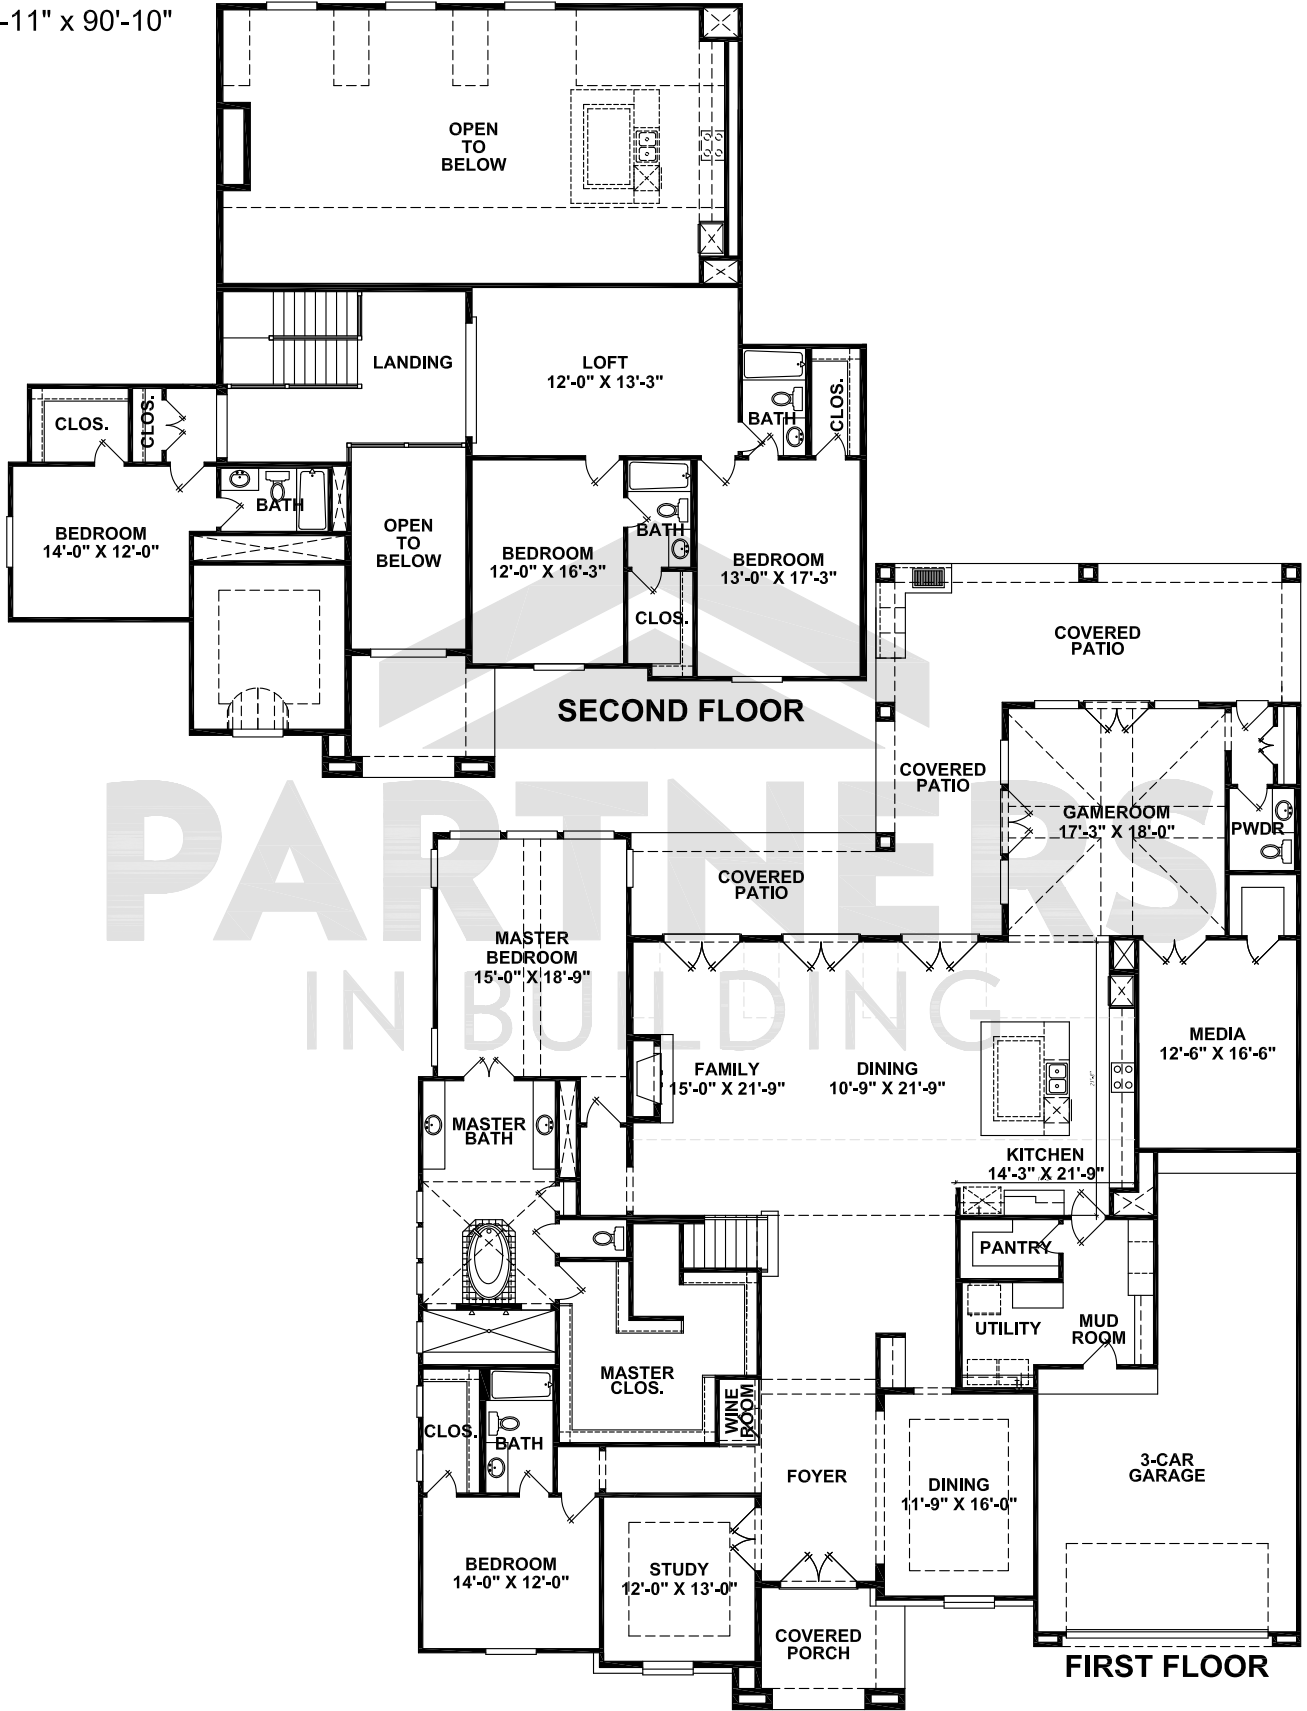 -11" x 90'-10"
OPEN
TO
BELOW
LANDING
LOFT
12'-0" X 13'-3"
CLOS.
CLOS.
BATH
CLOS.
BEDROOM
14'-0" X 12'-0"
BATH
OPEN
TO
BELOW
BEDROOM
12'-0" X 16'-3"
BATH
CLOS.
BEDROOM
13'-0" X 17'-3"
SECOND FLOOR
COVERED
PATIO
COVERED
PATIO
GAMEROOM
17'-3" X 18'-0"
PWDR
PARTNERS
IN BUILDING
COVERED
PATIO
MASTER
BEDROOM
15'-0" X 18'-9"
MEDIA
12'-6" X 16'-6"
FAMILY
15'-0" X 21'-9"
DINING
10'-9" X 21'-9"
MASTER
BATH
KITCHEN
14'-3" X 21'-9"
PANTRY
UTILITY
MUD
ROOM
MASTER
CLOS.
WINE
ROOM
CLOS.
BATH
FOYER
DINING
11'-9" X 16'-0"
3-CAR
GARAGE
BEDROOM
14'-0" X 12'-0"
STUDY
12'-0" X 13'-0"
COVERED
PORCH
FIRST FLOOR